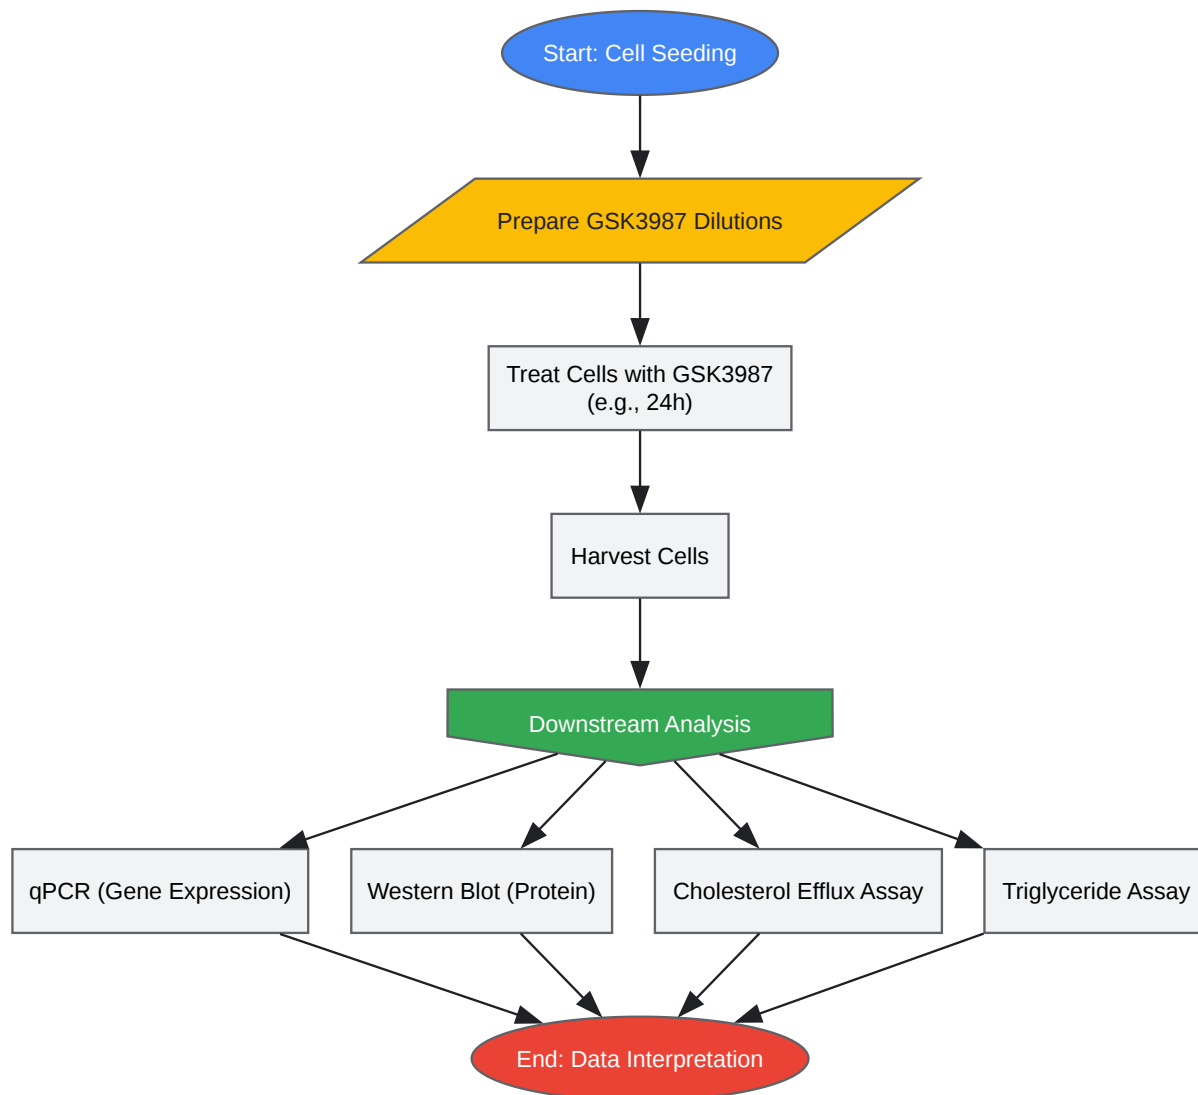 Start: Cell Seeding
Prepare GSK3987 Dilutions
Treat Cells with GSK3987
(e.g., 24h)
Harvest Cells
Downstream Analysis
qPCR (Gene Expression)
Western Blot (Protein)
Cholesterol Efflux Assay
Triglyceride Assay
End: Data Interpretation